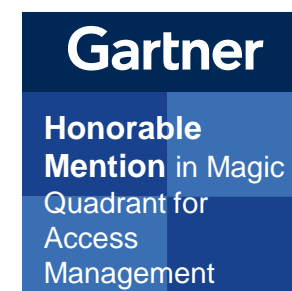 Gartner
Honorable
Mention in Magic
Quadrant for
Access
Management